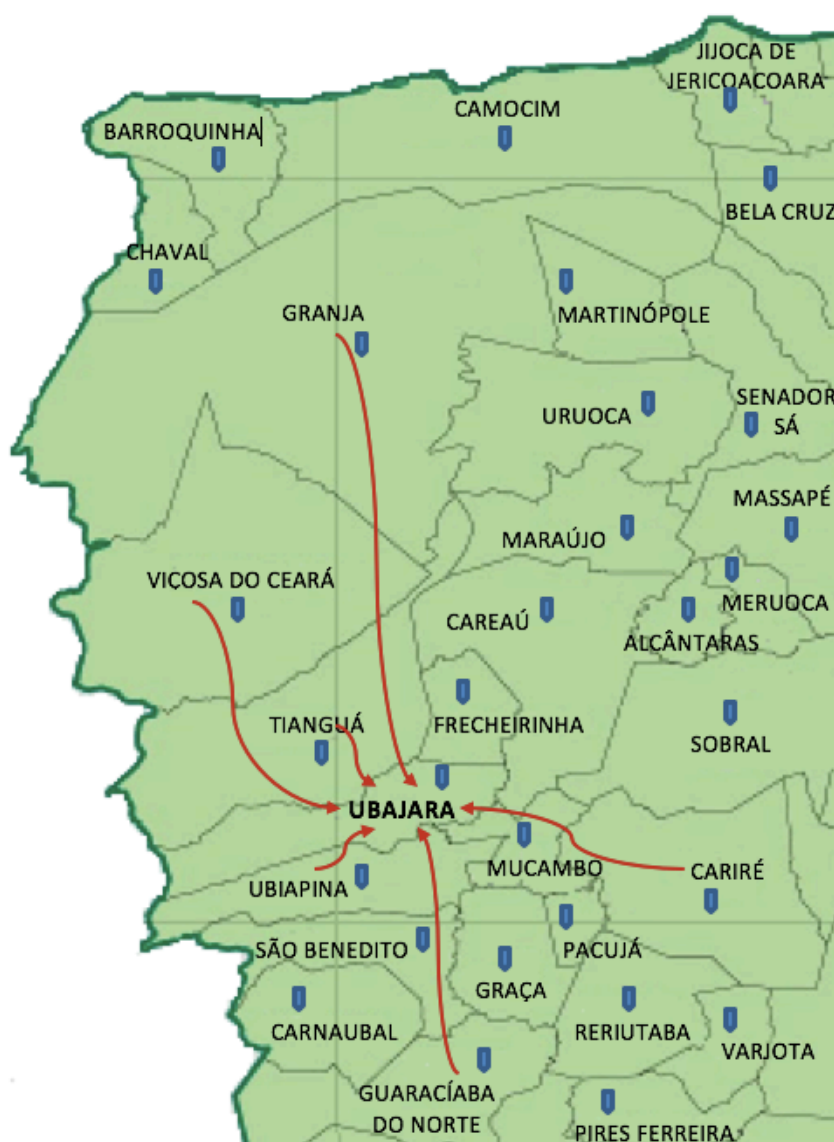 JIJOCA DE
JERICOACOARA
CAMOCIM
BARROQUINHA
BELA CRUZ
CHAVAL
GRANJA
MARTINÓPOLE
SENADOR
SÁ
URUOCA
MASSAPÉ
MARAÚJO
VIÇOSA DO CEARÁ
MERUOCA
CAREAÚ
ALCÂNTARAS
TIANGUÁ
FRECHEIRINHA
SOBRAL
UBAJARA
MUCAMBO
CARIRÉ
UBIAPINA
SÃO BENEDITO
PACUJÁ
GRAÇA
CARNAUBAL
RERIUTABA
VARJOTA
GUARACÍABA
DO NORTE
PIRES FERREIRA